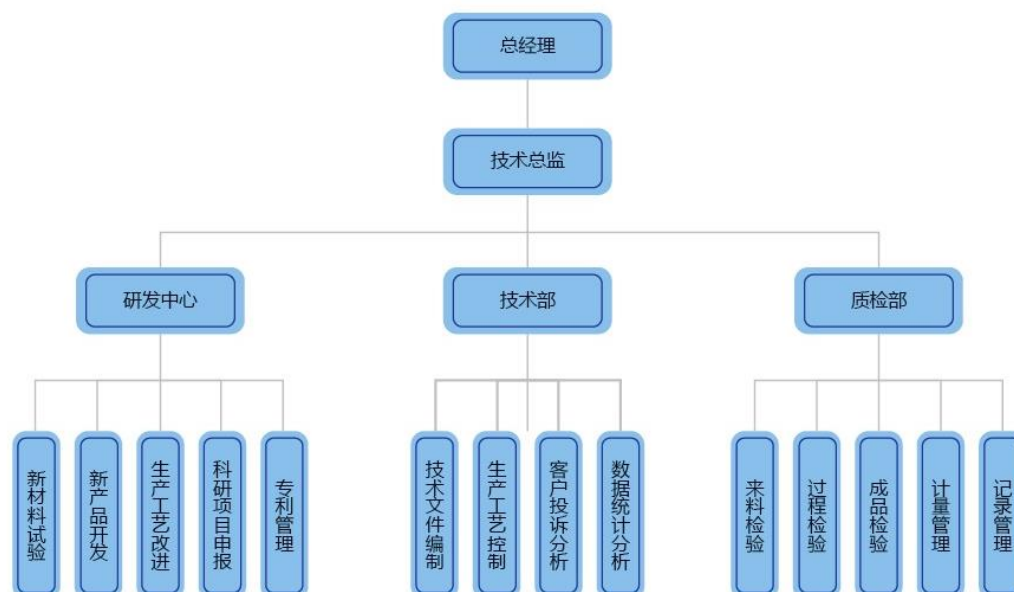 总经理
技术总监
研发中心
技术部
质检部
新材料试验
新产品开发
生产工艺改进
科研项目申报
专利管理
技术文件编制
生产工艺控制
客户投诉分析
数据统计分析
来料检验
过程检验
成品检验
计量管理
记录管理